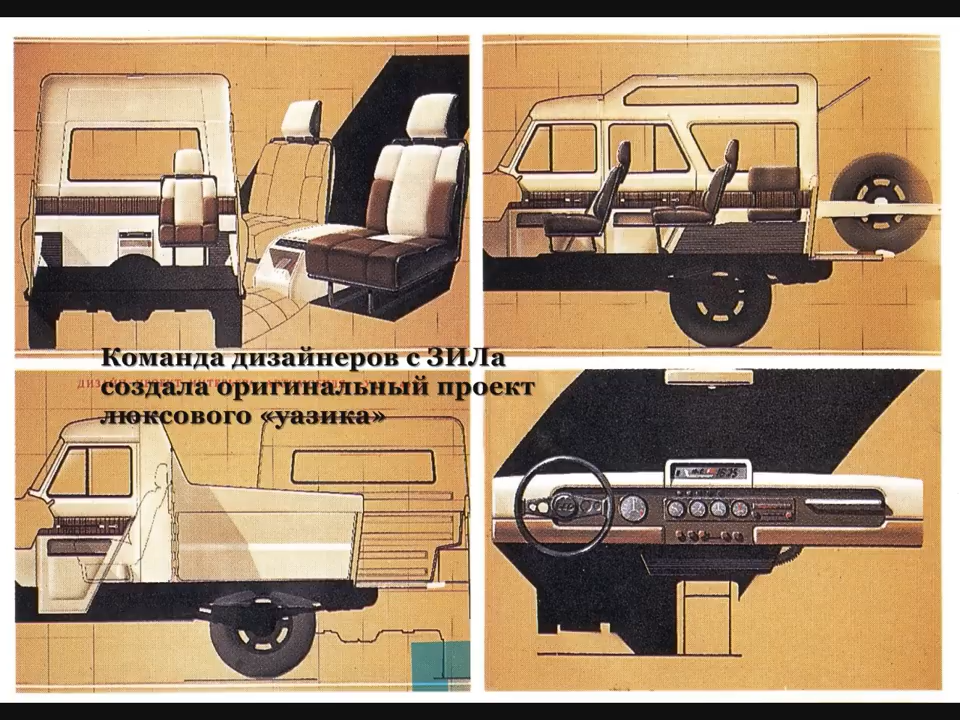 Команда дизайнеров с ЗИЛа
создала оригинальный проект
люксового «уазика»